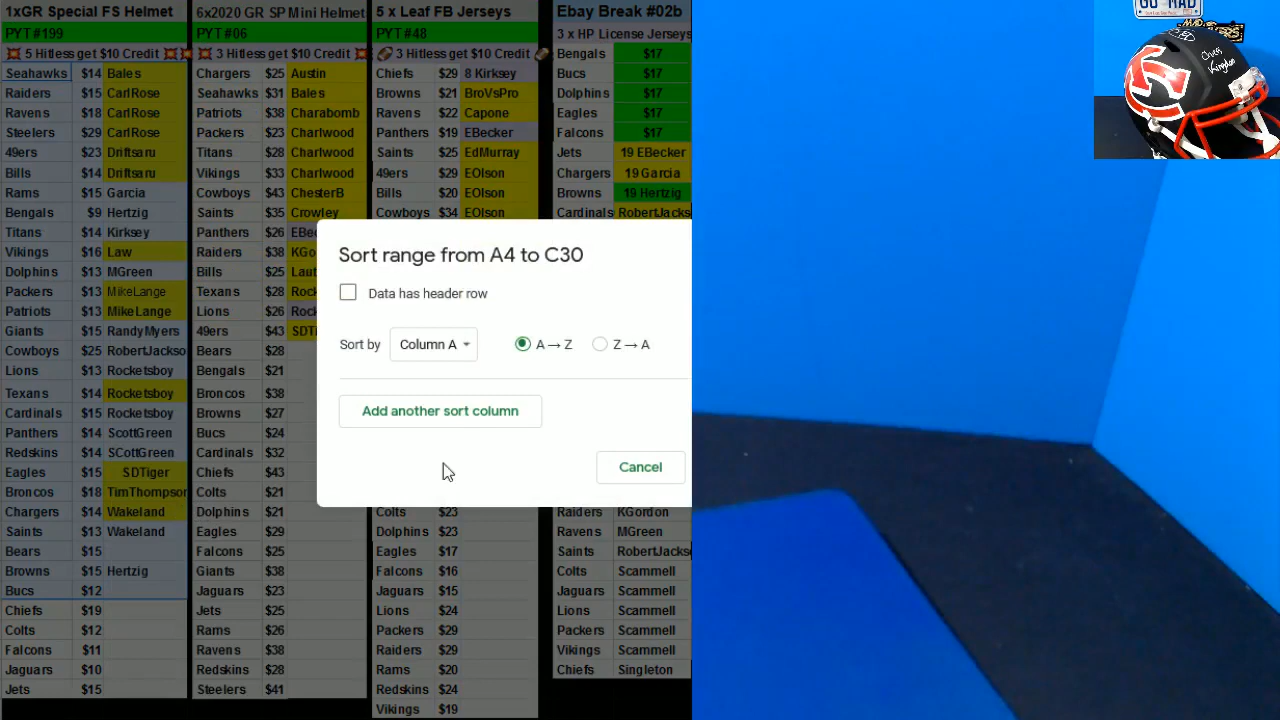 1xGR Special FS Helmet
PYT #199
5 Hitless get $10 Credit
Seahawks $14 Bales
Raiders $15 CarlRose
Ravens $18 CarlRose
Steelers $29 CarlRose
49ers $23 Driftsaru
Bills $14 Driftsaru
Rams $15 Garcia
Bengals $9 Hertzig
Titans $14 Kirksey
Vikings $16 Law
Dolphins $13 MGreen
Packers $13 MikeLange
Patriots $13 MikeLange
Giants $15 RandyMyers
Cowboys $25 RobertJackso
Lions $13 Rocketsboy
Texans $14 Rocketsboy
Cardinals $15 Rocketsboy
Panthers $14 ScottGreen
Redskins $14 SCottGreen
Eagles $15 SDTiger
Broncos $18 TimThompson
Chargers $14 Wakeland
Saints $13 Wakeland
Bears $15
Browns $15 Hertzig
Bucs $12
Chiefs $19
Colts $12
Falcons $11
Jaguars $10
Jets $15
6x2020 GR SP Mini Helmet
PYT #06
3 Hitless get $10 Credit
Chargers $25 Austin
Seahawks $31 Bales
Patriots $38 Charabomb
Packers $23 Charlwood
Titans $28 Charlwood
Vikings $33 Charlwood
Cowboys $43 ChesterB
Saints $35 Crowley
Panthers $26 EBe
Raiders $38 KGo
Bills $25 Laut
Texans $28 Rock
Lions $26 Rock
49ers $43 SDTi
Bears $28
Bengals $21
Broncos $38
Browns $27
Bucs $24
Cardinals $32
Chiefs $43
Colts $21
Dolphins $21
Eagles $29
Falcons $25
Giants $38
Jaguars $23
Jets $25
Rams $26
Ravens $38
Redskins $28
Steelers $41
5 x Leaf FB Jerseys
PYT #48
3 Hitless get $10 Credit
Chiefs $29 8 Kirksey
Browns $21 BroVsPro
Ravens $22 Capone
Panthers $19 EBecker
Saints $25 EdMurray
49ers $29 EOlson
Bills $20 EOlson
Cowboys $34 EOlson
Colts $23
Dolphins $23
Eagles $17
Falcons $16
Jaguars $15
Lions $24
Packers $29
Raiders $29
Rams $20
Redskins $24
Vikings $19
Ebay Break #02b
3 x HP License Jerseys
Bengals $17
Bucs $17
Dolphins $17
Eagles $17
Falcons $17
Jets 19 EBecker
Chargers 19 Garcia
Browns 19 Hertzig
Cardinals RobertJacks
Raiders KGordon
Ravens MGreen
Saints RobertJacks
Colts Scammell
Jaguars Scammell
Lions Scammell
Packers Scammell
Vikings Scammell
Chiefs Singleton
Sort range from A4 to C30
Data has header row
Sort by Column A A → Z Z → A
Add another sort column
Cancel
GO MAD